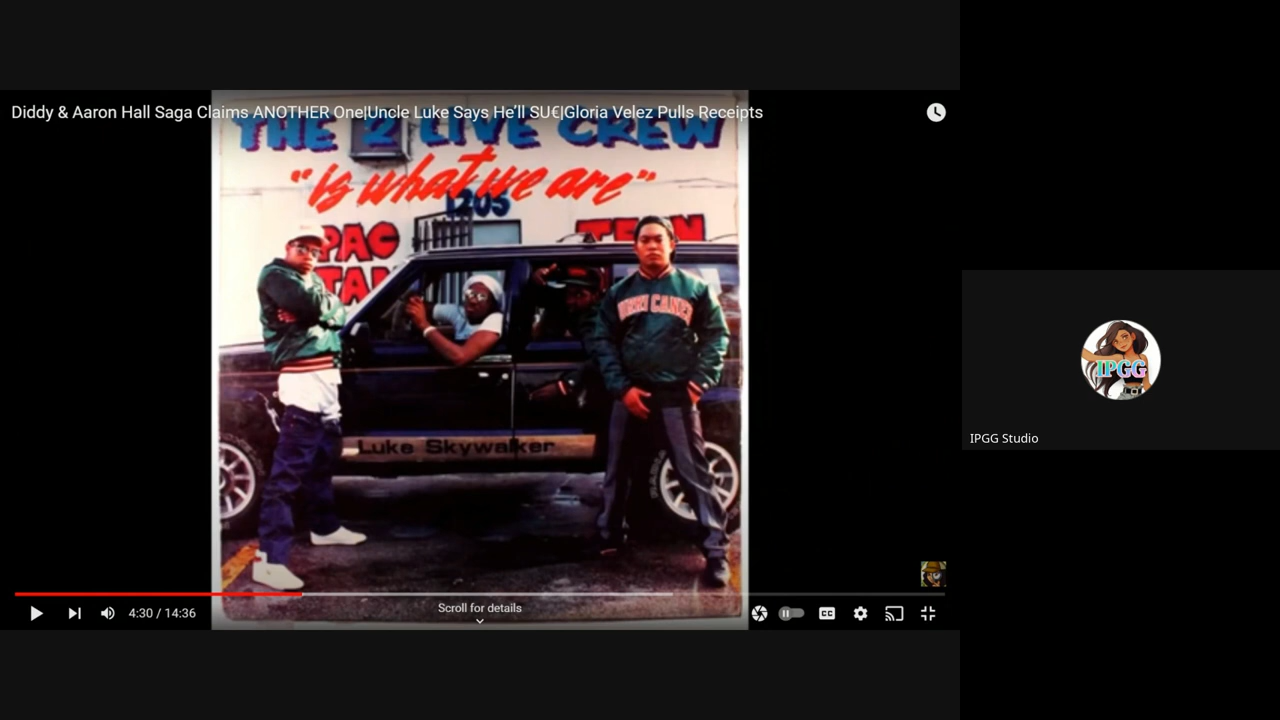 Diddy & Aaron Hall Saga Claims ANOTHER One|Uncle Luke Says He'll SU€|Gloria Velez Pulls Receipts
THE 2 LIVE CREW
"is what we are"
1205
PAC
TEEN
Luke Skywalker
4:30 / 14:36
Scroll for details
CC
IPGG
IPGG Studio